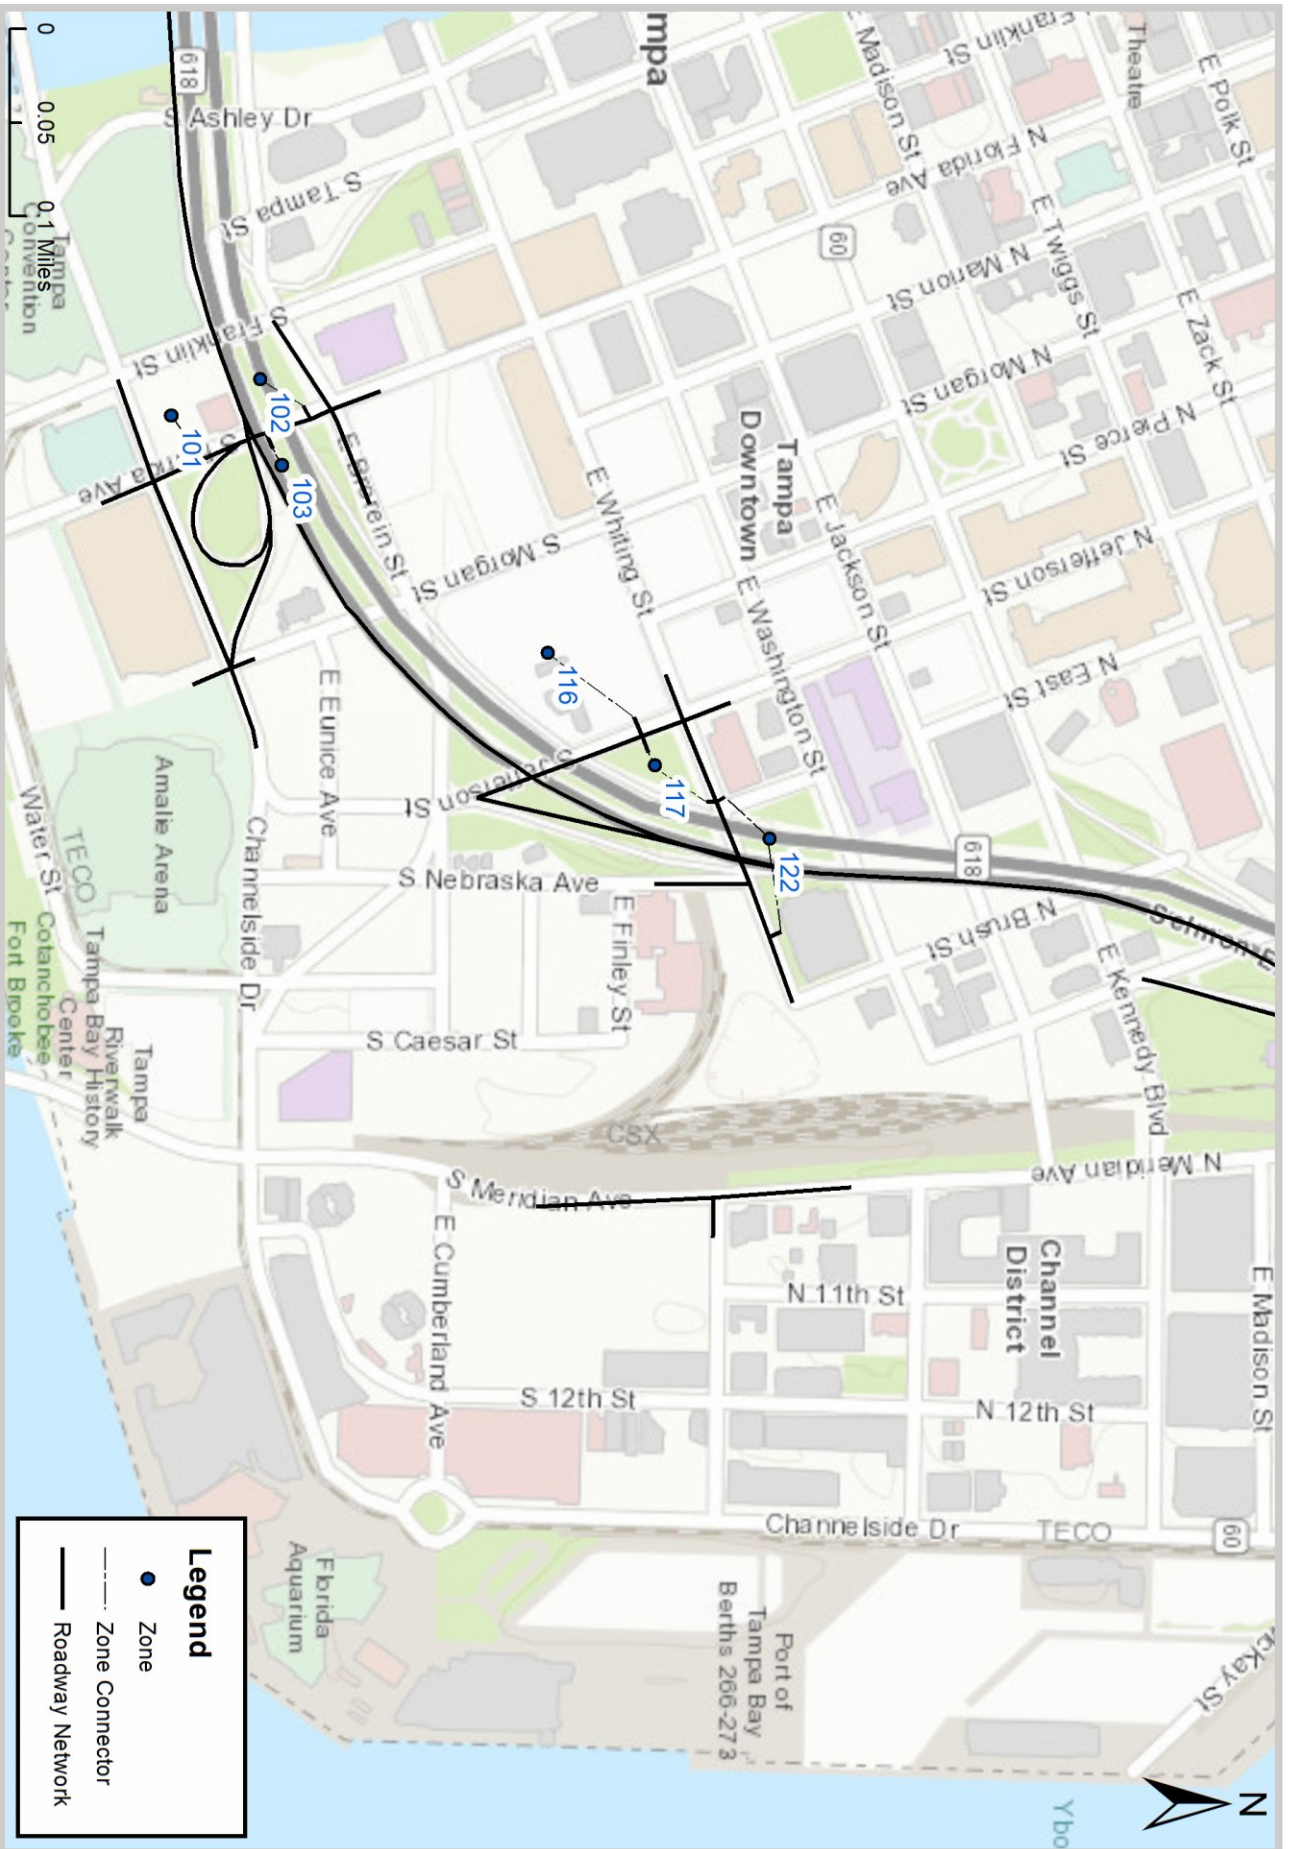 mpa
Theatre
E Polk St
Franklin St
E Madison St
N Florida Ave
E Twiggs St
N Marion St
E Zack St
N Morgan St
N Pierce St
60
618
S Ashley Dr
S Tampa St
S
Franklin St
Tampa
Convention
Center
0
0.05
0.1 Miles
101
102
103
116
117
122
E Brorein St
E Whiting St
S Morgan St
Tampa
Downtown
E Washington St
E Jackson St
N Jefferson St
N East St
S Jefferson St
E Eunice Ave
Amalie Arena
Channelside Dr
Water St
TECO
S Nebraska Ave
E Finley St
618
N Brush St
E Kennedy Blvd
Selmon E
Cotanchobee
Fort Brooke
Tampa Bay History
Center
Tampa
Riverwalk
S Caesar St
CSX
N Meridian Ave
S Meridian Ave
E Cumberland Ave
Channel
District
N 11th St
S 12th St
N 12th St
E Madison St
Channelside Dr
TECO
60
Florida
Aquarium
Port of
Tampa Bay
Berths 266-273
McKay St
Ybo
N
Legend
Zone
Zone Connector
Roadway Network